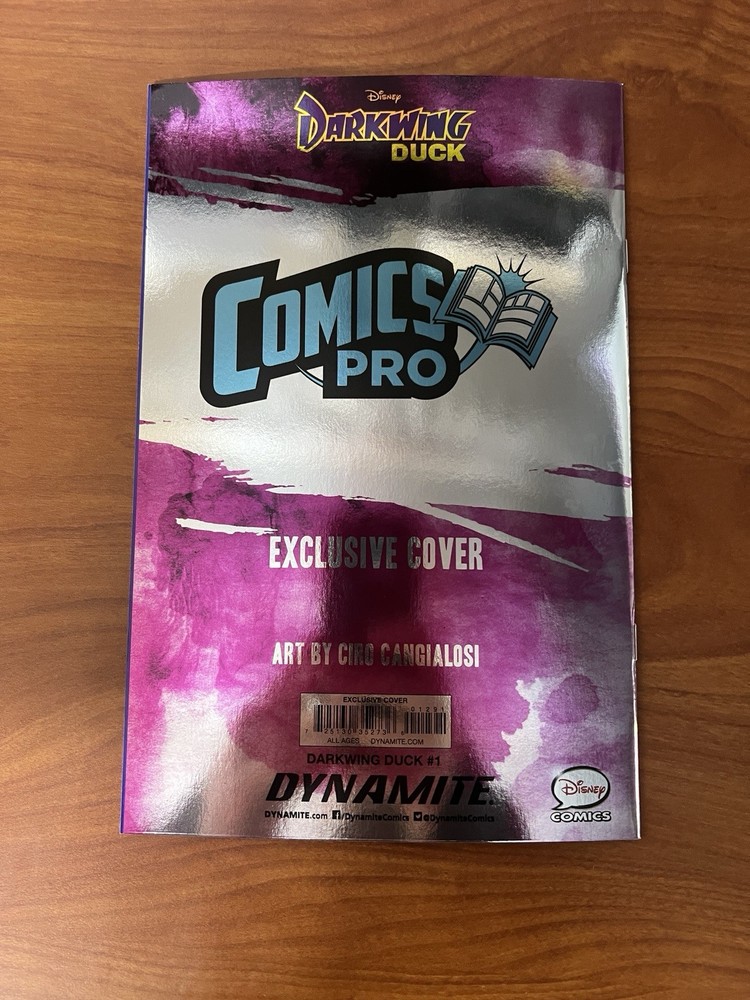 Disney
DARKWING
DUCK
COMICS
PRO
EXCLUSIVE COVER
ART BY CIRO CANGIALOSI
EXCLUSIVE COVER
ALL AGES DYNAMITE.COM
DARKWING DUCK #1
DYNAMITE.
DYNAMITE.com f/DynamiteComics @DynamiteComics
Disney
COMICS